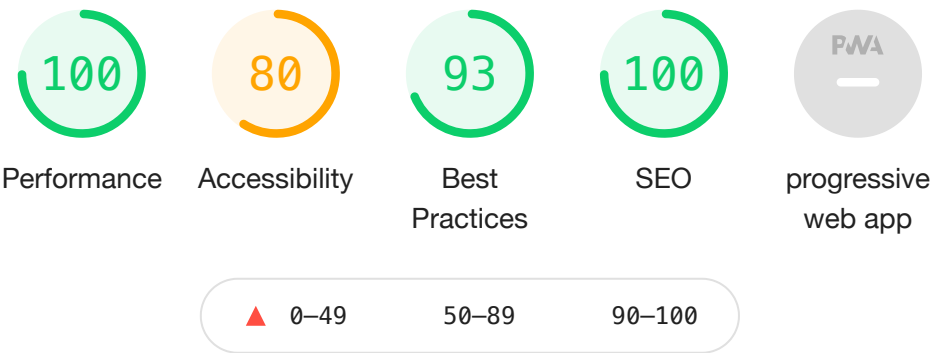 100 80 93 100 PWA
Performance Accessibility Best Practices SEO progressive web app
0–49 50–89 90–100